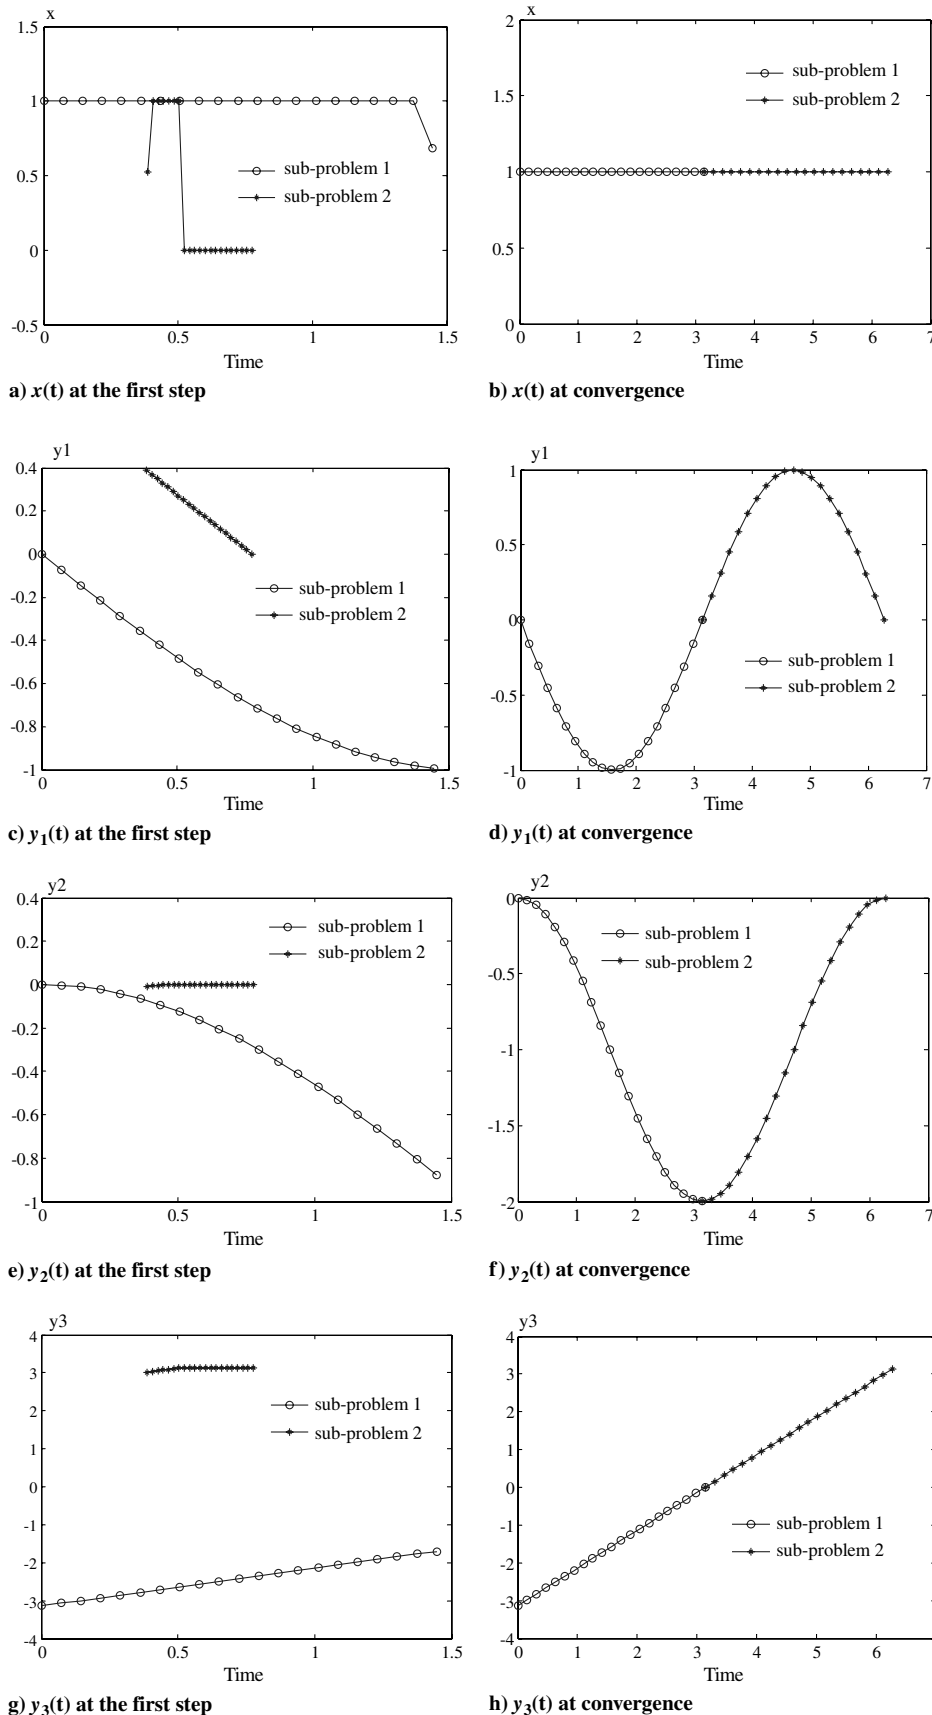 x
1.5
1
0.5
0
-0.5
0
0.5
1
1.5
Time
sub-problem 1
sub-problem 2
a) x(t) at the first step
x
2
1.5
1
0.5
0
0 1 2 3 4 5 6 7
Time
sub-problem 1
sub-problem 2
b) x(t) at convergence
y1
0.4
0.2
0
-0.2
-0.4
-0.6
-0.8
-1
0 0.5 1 1.5
Time
sub-problem 1
sub-problem 2
c) y1(t) at the first step
y1
1
0.5
0
-0.5
-1
0 1 2 3 4 5 6 7
Time
sub-problem 1
sub-problem 2
d) y1(t) at convergence
y2
0.4
0.2
0
-0.2
-0.4
-0.6
-0.8
-1
0 0.5 1 1.5
Time
sub-problem 1
sub-problem 2
e) y2(t) at the first step
y2
0
-0.5
-1
-1.5
-2
0 1 2 3 4 5 6 7
Time
sub-problem 1
sub-problem 2
f) y2(t) at convergence
y3
4
3
2
1
0
-1
-2
-3
-4
0 0.5 1 1.5
Time
sub-problem 1
sub-problem 2
g) y3(t) at the first step
y3
4
3
2
1
0
-1
-2
-3
-4
0 1 2 3 4 5 6
Time
sub-problem 1
sub-problem 2
h) y3(t) at convergence